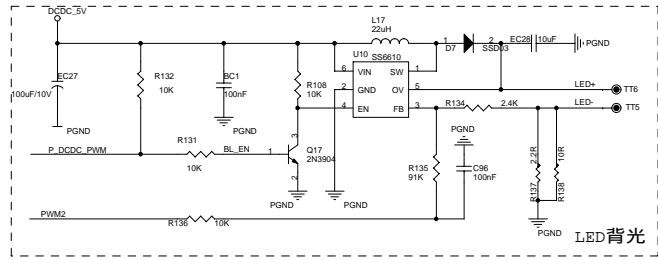 DCDC_5V
L17
22uH
1
D7
2
SSD03
EC28
10uF
PGND
EC27
100uF/10V
PGND
R132
10K
BC1
100nF
PGND
R108
10K
U10
SS6610
6
VIN
SW
1
2
GND
OV
5
4
EN
FB
3
LED+
TT6
LED-
TT5
R134
2.4K
P_DCDC_PWM
R131
10K
BL_EN
1
3
2
Q17
2N3904
PGND
PGND
R135
91K
PGND
C96
100nF
2.2R
R137
10R
R138
PGND
PWM2
R136
10K
LED背光